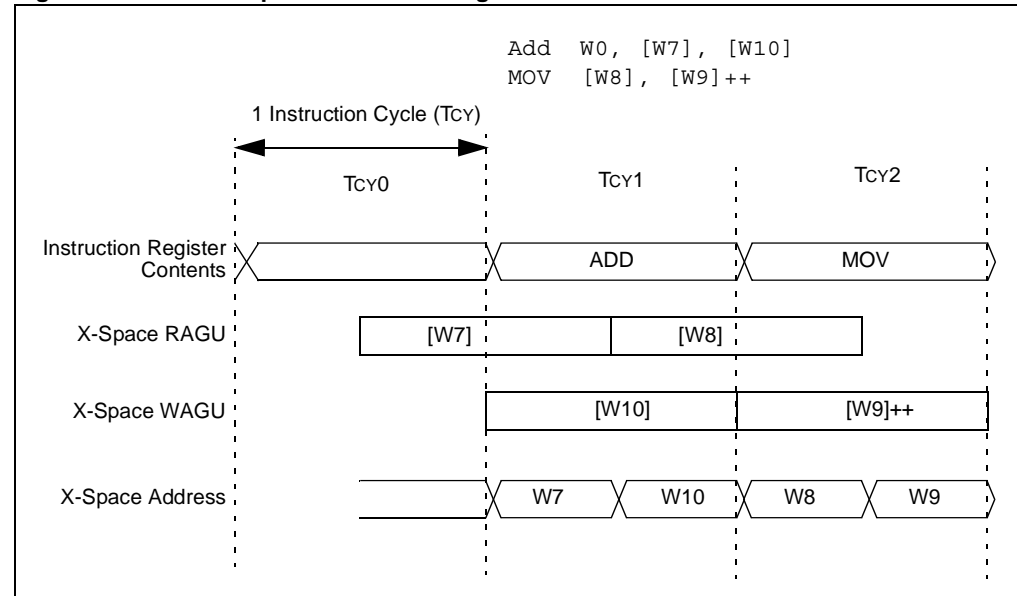 Add W0, [W7], [W10]
MOV [W8], [W9]++
1 Instruction Cycle (TCY)
TCY0 TCY1 TCY2
Instruction Register
Contents
ADD MOV
X-Space RAGU [W7] [W8]
X-Space WAGU [W10] [W9]++
X-Space Address W7 W10 W8 W9